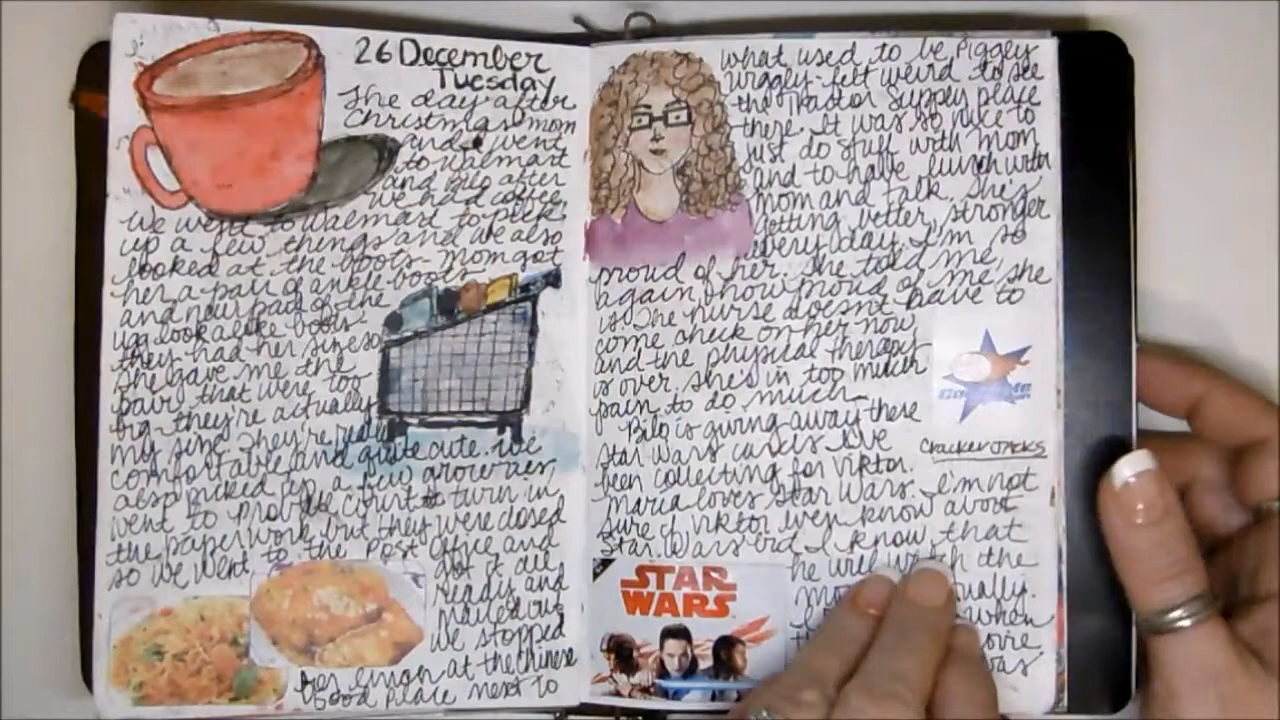 26 December
Tuesday
The day after
Christmas mom
and I went
to Walmart
and Bilo after
we had coffee.
We went to Walmart to pick
up a few things and we also
looked at the boots - mom got
her a pair of ankle boots
and new pair of the
ugg look alike boots.
they had her size so
she gave me the
pair that were too
big - they're actually
my size. They're really
comfortable and quite cute. We
also picked up a few groceries,
went to probate court to turn in
the paperwork but they were closed
so we went to the Post office and
got it all
ready and
mailed out
We stopped
for lunch at the Chinese
food place next to
what used to be Piggly
wiggly - felt weird to see
the Tractor Supply place
there. It was so nice to
just do stuff with mom
and to have lunch with
mom and talk. She's
getting better, stronger
every day. I'm so
proud of her. She told me,
again, how proud of me she
is. The nurse doesn't have to
come check on her now
and the physical therapy
is over. She's in too much
pain to do much.
Bilo is giving away these
Star Wars cards I've
been collecting for Viktor.
Cracker JACKS
Maria loves Star Wars. I'm not
sure if Viktor even know about
Star Wars but I know that
he will watch the
when
was
STAR
WARS